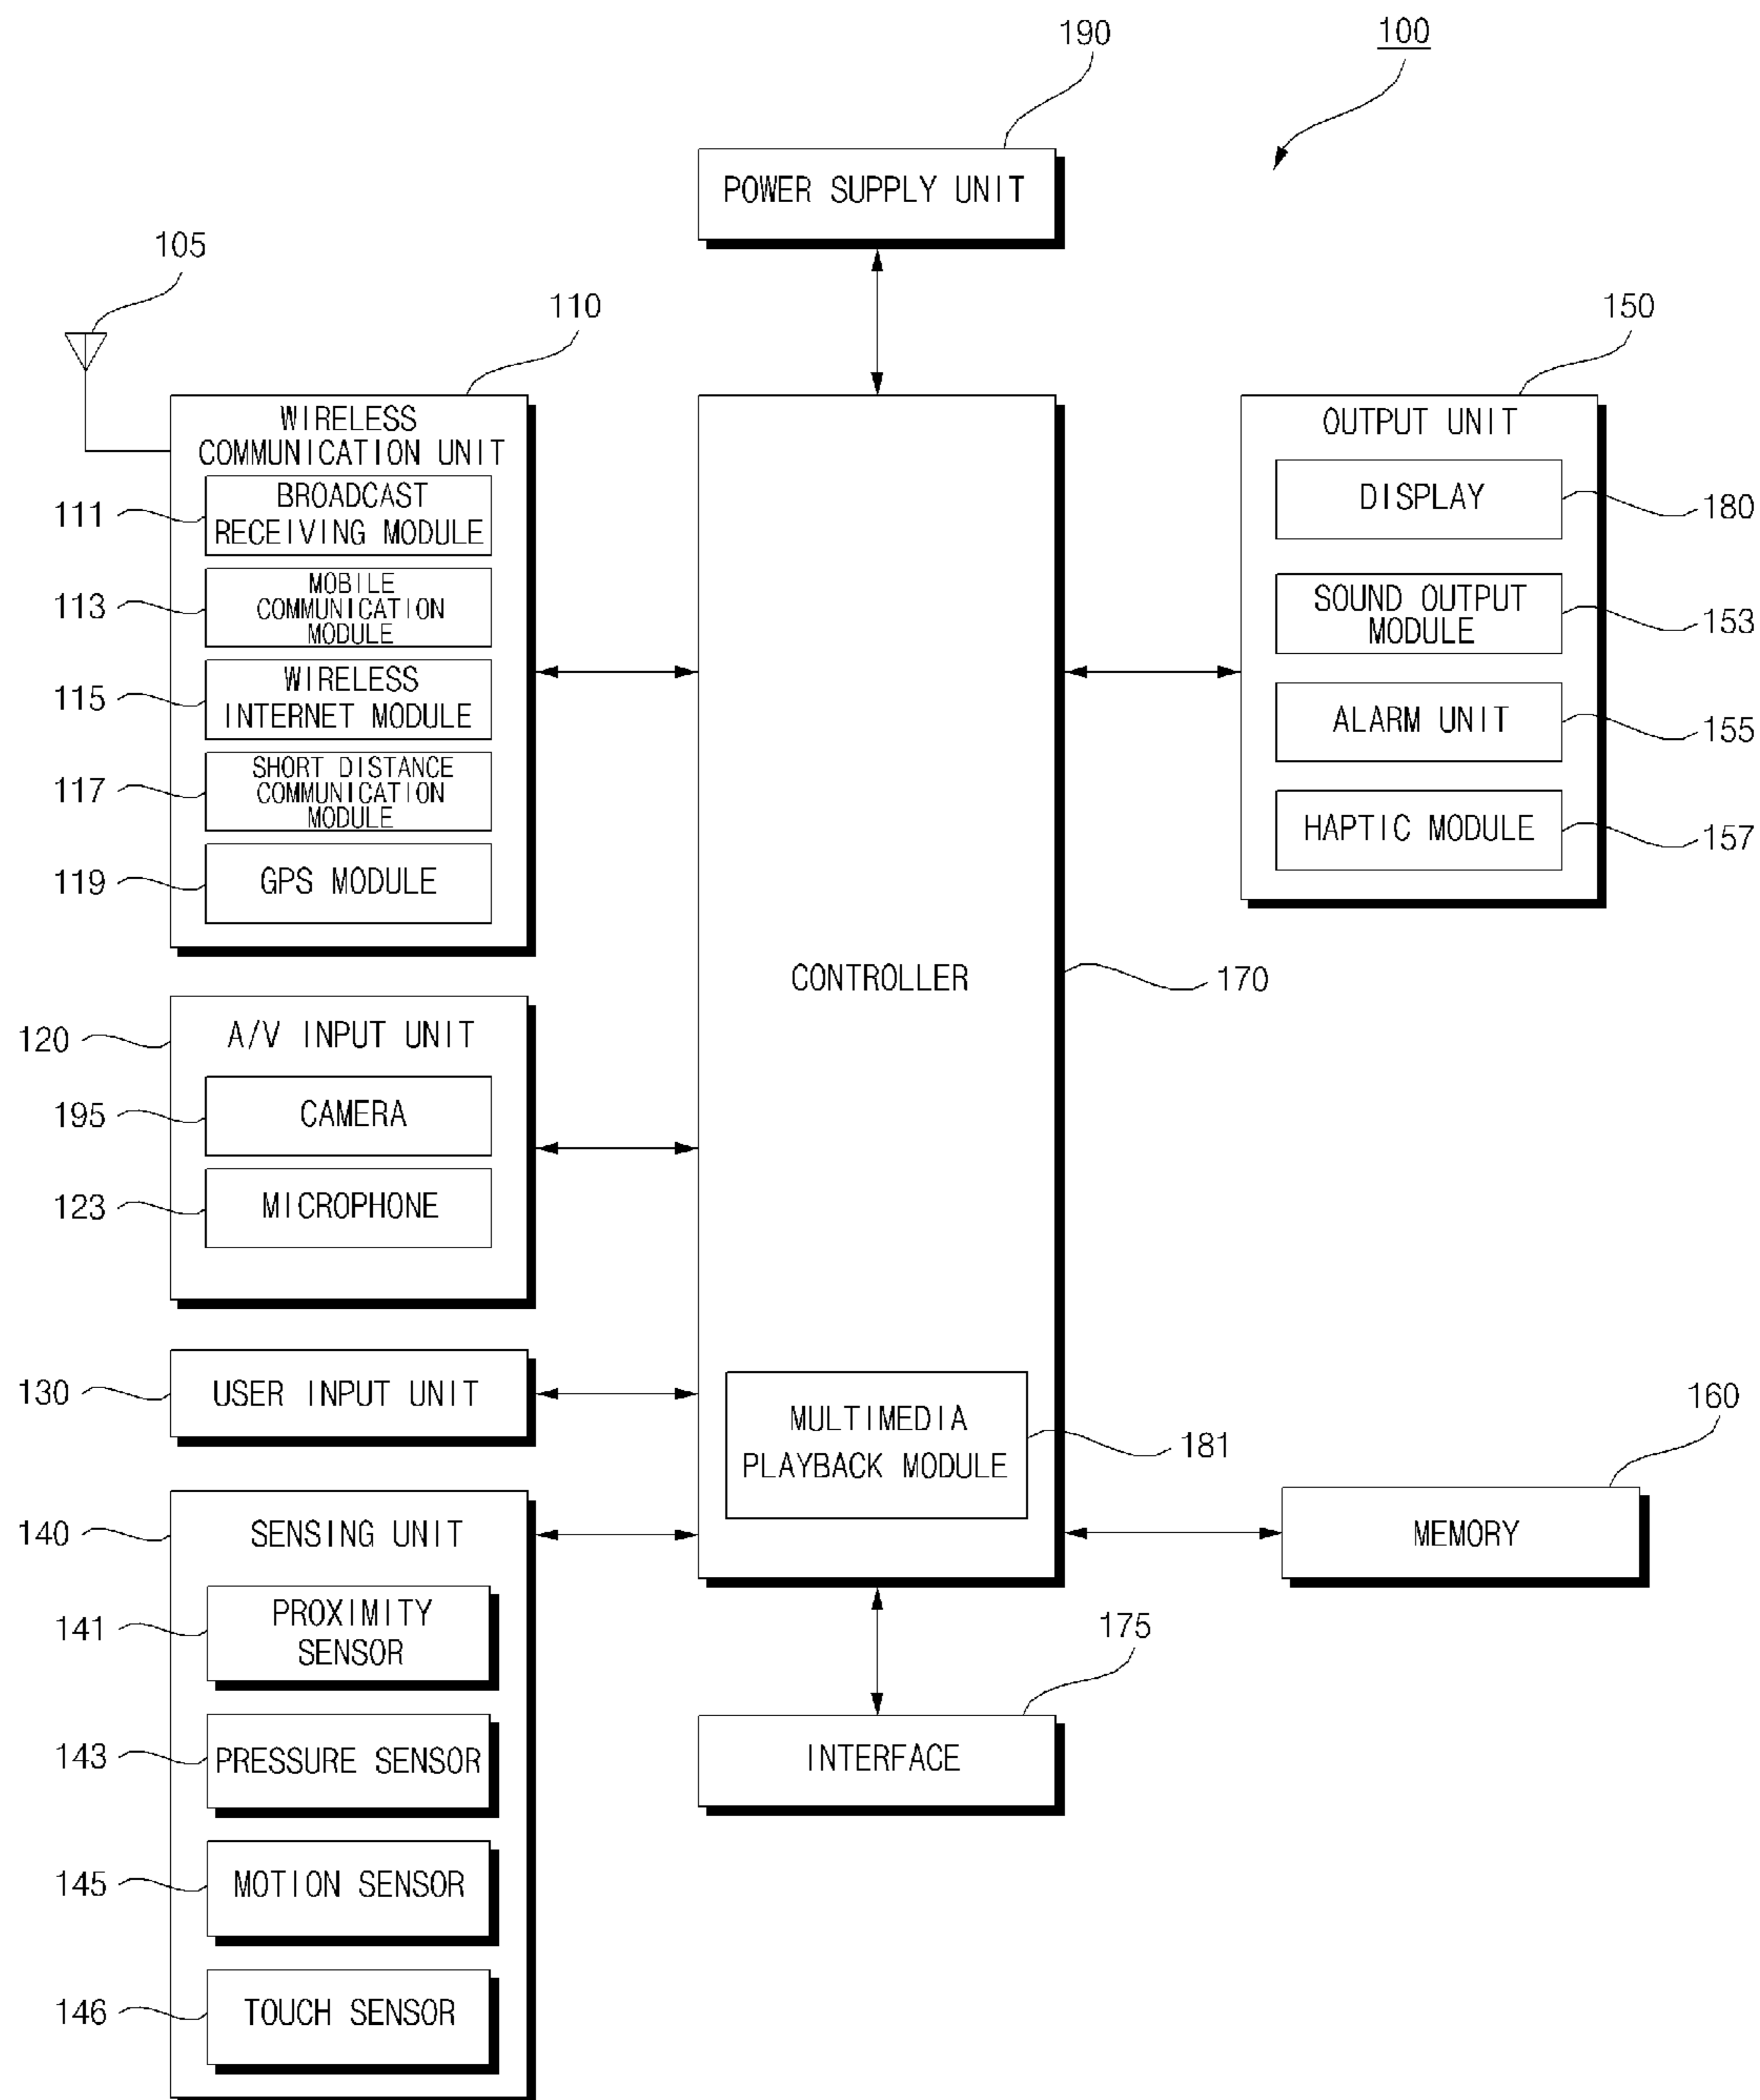 190
100
POWER SUPPLY UNIT
105
110
150
WIRELESS
COMMUNICATION UNIT
OUTPUT UNIT
111
BROADCAST
RECEIVING MODULE
DISPLAY
180
113
MOBILE
COMMUNICATION
MODULE
SOUND OUTPUT
MODULE
153
115
WIRELESS
INTERNET MODULE
ALARM UNIT
155
117
SHORT DISTANCE
COMMUNICATION
MODULE
HAPTIC MODULE
157
119
GPS MODULE
CONTROLLER
170
120
A/V INPUT UNIT
195
CAMERA
123
MICROPHONE
130
USER INPUT UNIT
MULTIMEDIA
PLAYBACK MODULE
181
160
140
SENSING UNIT
MEMORY
141
PROXIMITY
SENSOR
175
143
PRESSURE SENSOR
INTERFACE
145
MOTION SENSOR
146
TOUCH SENSOR